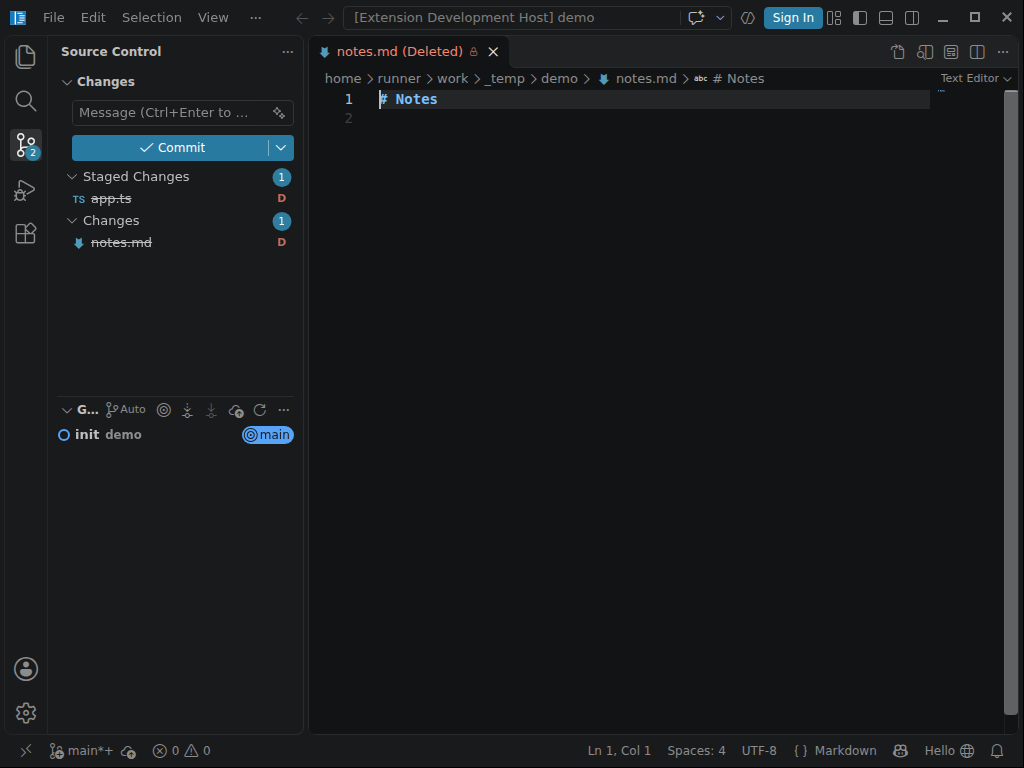 File Edit Selection View ··· [Extension Development Host] demo Sign In
Source Control
notes.md (Deleted)
Changes
home runner work _temp demo notes.md abc # Notes Text Editor
Message (Ctrl+Enter to ...
1 # Notes
2
Commit
Staged Changes 1
TS app.ts D
Changes 1
notes.md D
G... Auto
init demo main
main*+ 0 0 Ln 1, Col 1 Spaces: 4 UTF-8 { } Markdown Hello
2